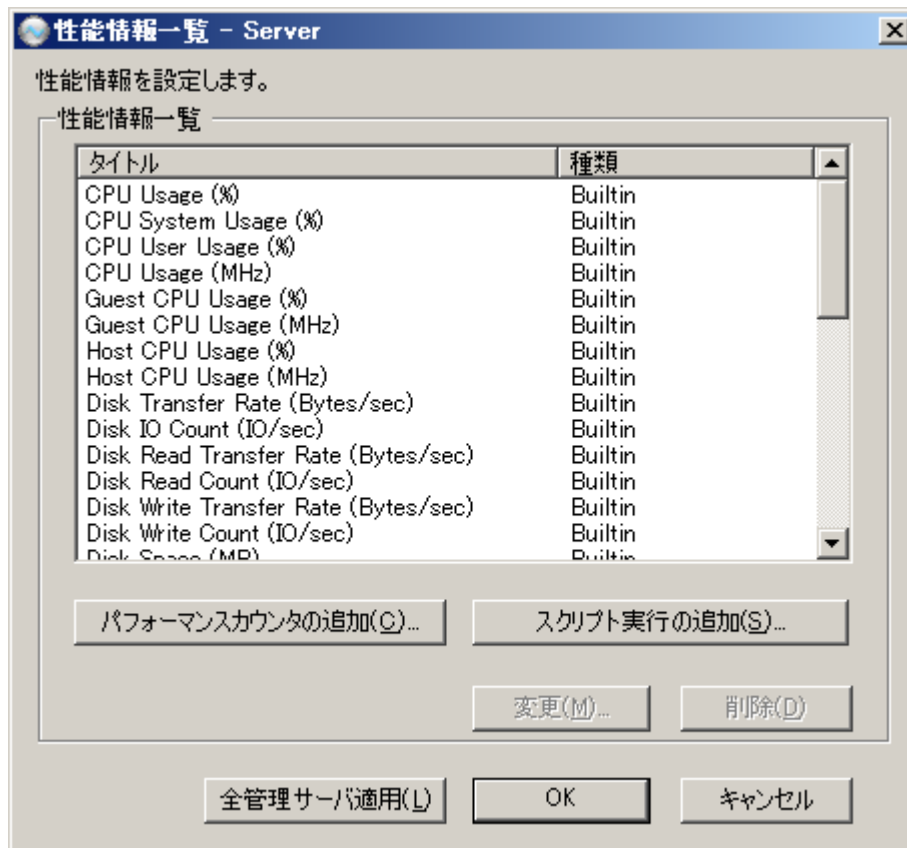 性能情報一覧 - Server
性能情報を設定します。
性能情報一覧
タイトル 種類
CPU Usage (%) Builtin
CPU System Usage (%) Builtin
CPU User Usage (%) Builtin
CPU Usage (MHz) Builtin
Guest CPU Usage (%) Builtin
Guest CPU Usage (MHz) Builtin
Host CPU Usage (%) Builtin
Host CPU Usage (MHz) Builtin
Disk Transfer Rate (Bytes/sec) Builtin
Disk IO Count (IO/sec) Builtin
Disk Read Transfer Rate (Bytes/sec) Builtin
Disk Read Count (IO/sec) Builtin
Disk Write Transfer Rate (Bytes/sec) Builtin
Disk Write Count (IO/sec) Builtin
Disk Space (MB) Builtin
パフォーマンスカウンタの追加(C)... スクリプト実行の追加(S)...
変更(M)... 削除(D)
全管理サーバ適用(L) OK キャンセル